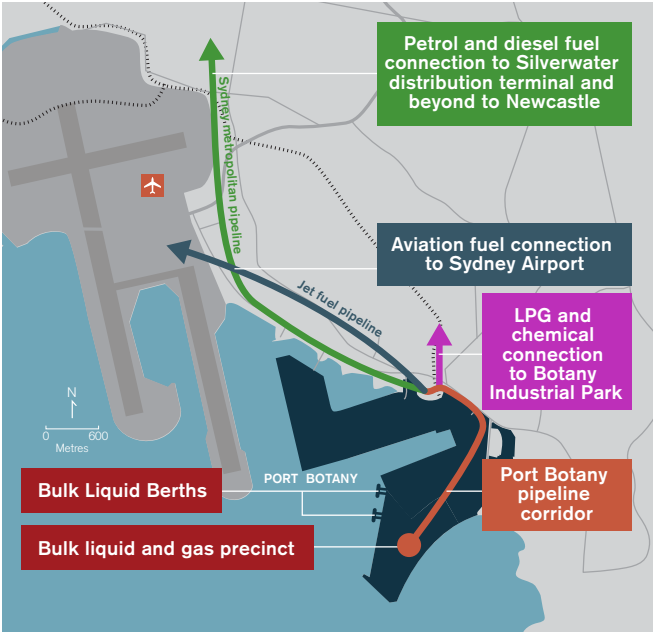 Petrol and diesel fuel
connection to Silverwater
distribution terminal and
beyond to Newcastle
Sydney metropolitan pipeline
Aviation fuel connection
to Sydney Airport
Jet fuel pipeline
LPG and
chemical
connection
to Botany
Industrial Park
N
0 600
Metres
PORT BOTANY
Bulk Liquid Berths
Port Botany
pipeline
corridor
Bulk liquid and gas precinct